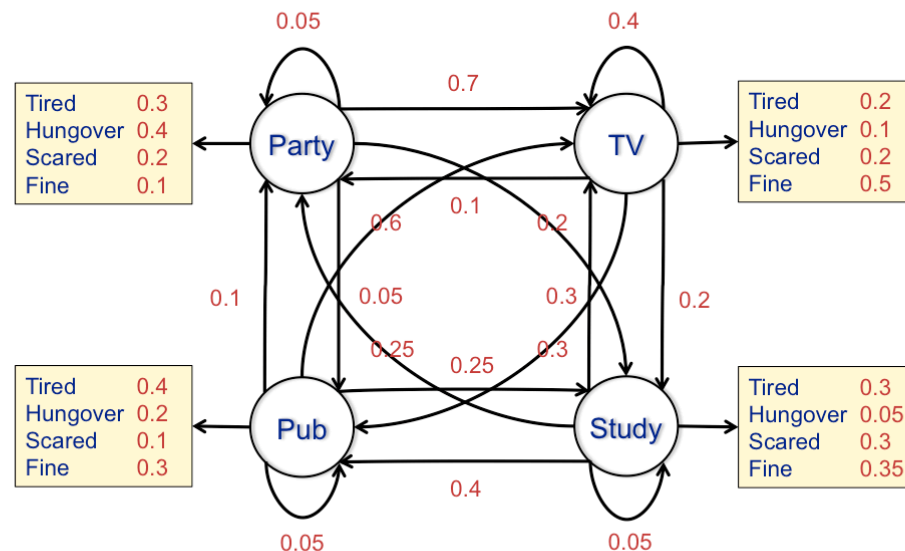 0.05
0.4
0.7
Tired 0.3
Hungover 0.4
Scared 0.2
Fine 0.1
Party
TV
Tired 0.2
Hungover 0.1
Scared 0.2
Fine 0.5
0.1
0.6
0.2
0.1
0.05
0.3
0.2
0.25
0.25
0.3
Tired 0.4
Hungover 0.2
Scared 0.1
Fine 0.3
Pub
Study
Tired 0.3
Hungover 0.05
Scared 0.3
Fine 0.35
0.4
0.05
0.05